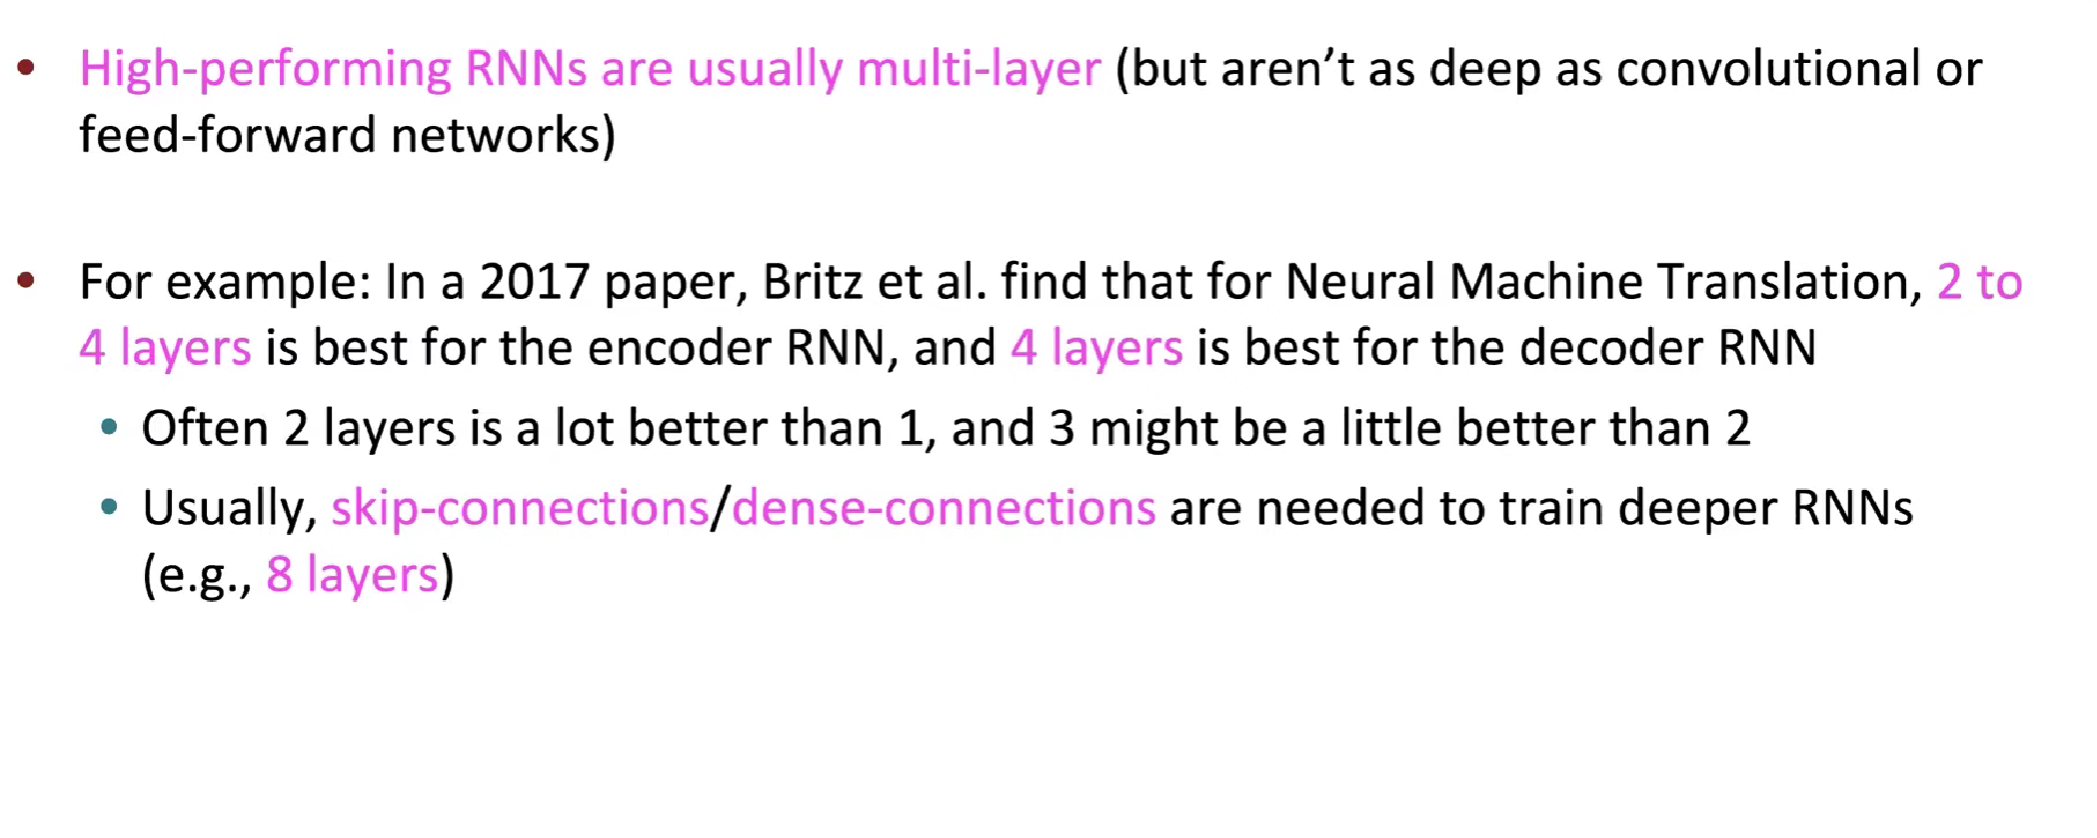 • High-performing RNNs are usually multi-layer (but aren’t as deep as convolutional or
feed-forward networks)
• For example: In a 2017 paper, Britz et al. find that for Neural Machine Translation, 2 to
4 layers is best for the encoder RNN, and 4 layers is best for the decoder RNN
• Often 2 layers is a lot better than 1, and 3 might be a little better than 2
• Usually, skip-connections/dense-connections are needed to train deeper RNNs
(e.g., 8 layers)